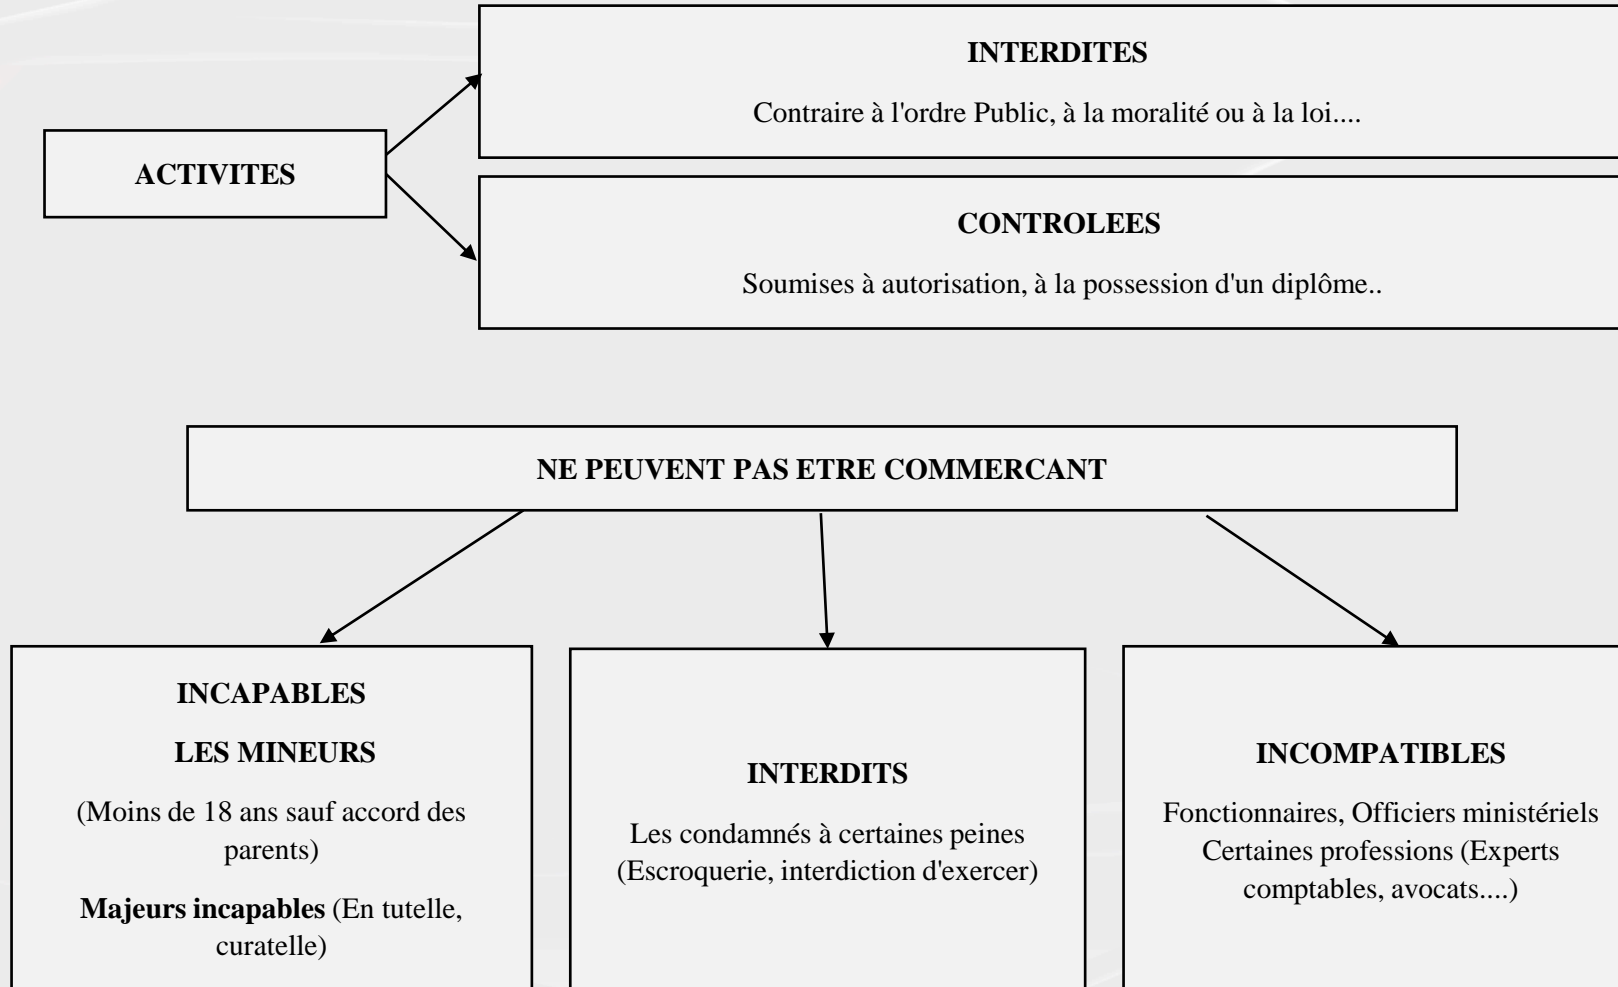 INTERDITES
Contraire à l'ordre Public, à la moralité ou à la loi....
ACTIVITES
CONTROLEES
Soumises à autorisation, à la possession d'un diplôme..
NE PEUVENT PAS ETRE COMMERCANT
INCAPABLES
LES MINEURS
(Moins de 18 ans sauf accord des
parents)
Majeurs incapables (En tutelle,
curatelle)
INTERDITS
Les condamnés à certaines peines
(Escroquerie, interdiction d'exercer)
INCOMPATIBLES
Fonctionnaires, Officiers ministériels
Certaines professions (Experts
comptables, avocats....)